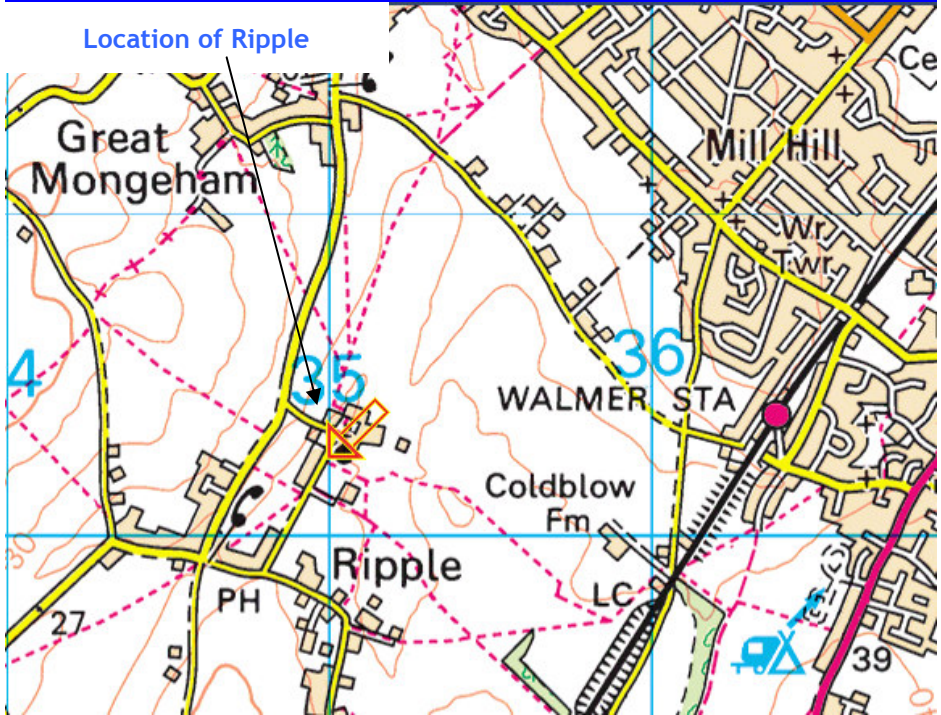 Location of Ripple
Great
Mongeham
Mill Hill
Ce
Wr
Twr
4
35
36
WALMER STA
Coldblow
Fm
30
Ripple
LC
PH
27
39